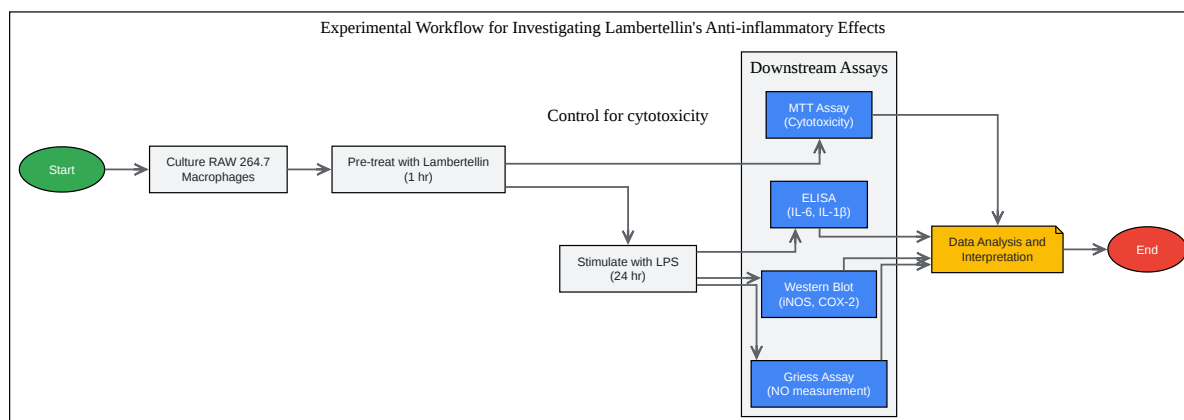 Experimental Workflow for Investigating Lambertellin's Anti-inflammatory Effects
Downstream Assays
Control for cytotoxicity
MTT Assay
(Cytotoxicity)
Start
Culture RAW 264.7
Macrophages
Pre-treat with Lambertellin
(1 hr)
ELISA
(IL-6, IL-1β)
Stimulate with LPS
(24 hr)
Western Blot
(iNOS, COX-2)
Griess Assay
(NO measurement)
Data Analysis and
Interpretation
End